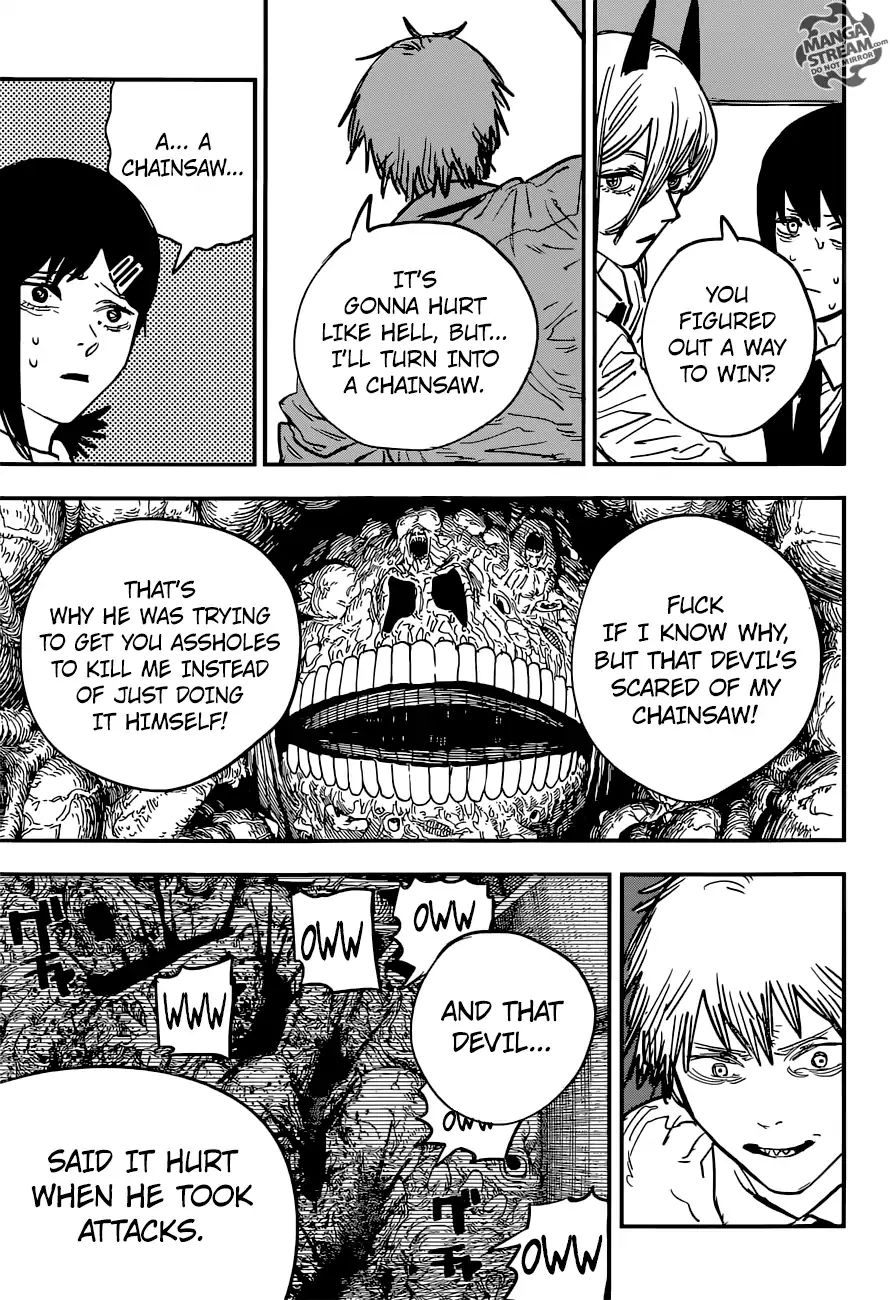 MANGA
STREAM.com
DO NOT MIRROR
YOU
FIGURED
OUT A WAY
TO WIN?
IT'S
GONNA HURT
LIKE HELL, BUT...
I'LL TURN INTO
A CHAINSAW.
A... A
CHAINSAW...
FUCK
IF I KNOW WHY,
BUT THAT DEVIL'S
SCARED OF MY
CHAINSAW!
THAT'S
WHY HE WAS TRYING
TO GET YOU ASSHOLES
TO KILL ME INSTEAD
OF JUST DOING
IT HIMSELF!
AND THAT
DEVIL...
OWW
OWW
WWW
OWW
OWW
SAID IT HURT
WHEN HE TOOK
ATTACKS.